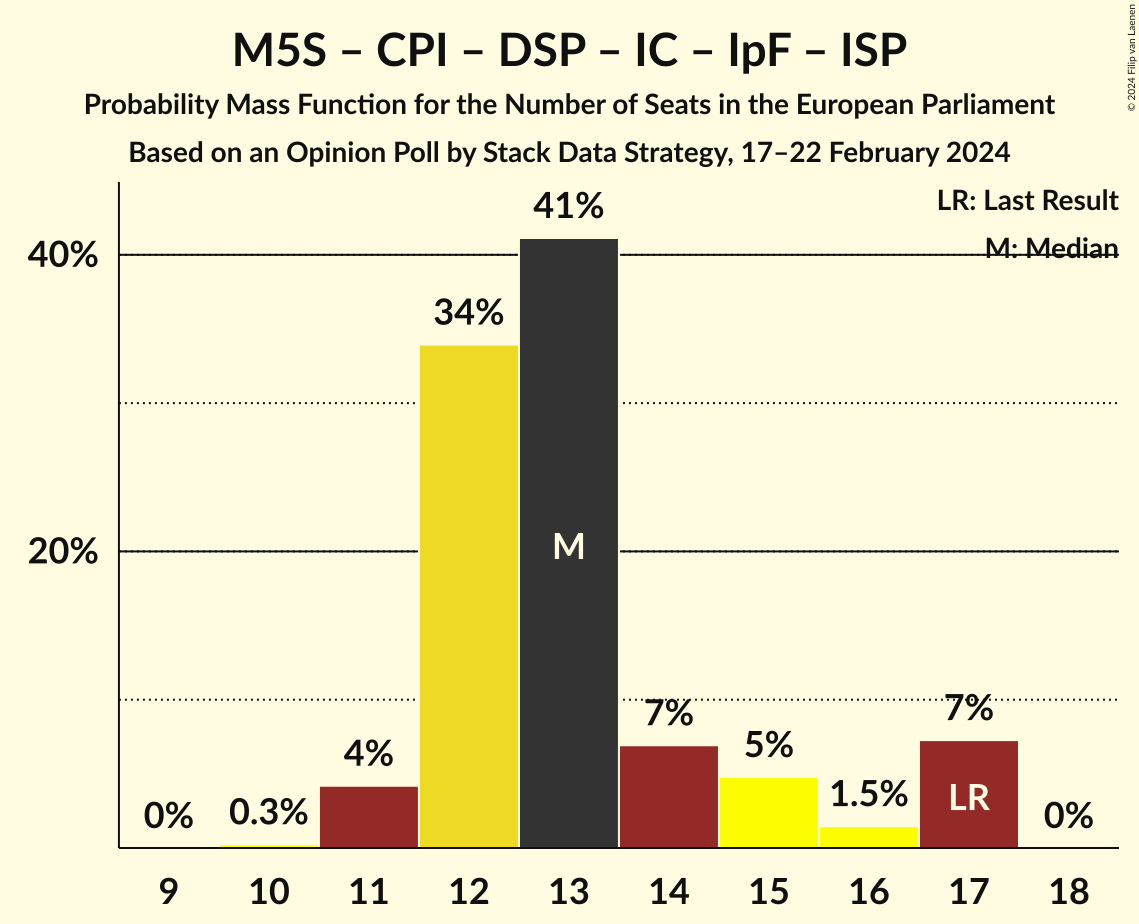 M5S – CPI – DSP – IC – IpF – ISP
Probability Mass Function for the Number of Seats in the European Parliament
Based on an Opinion Poll by Stack Data Strategy, 17–22 February 2024
© 2024 Filip van Laenen
LR: Last Result
M: Median
40%
20%
0%
0.3%
4%
34%
41%
7%
5%
1.5%
7%
0%
M
LR
9 10 11 12 13 14 15 16 17 18